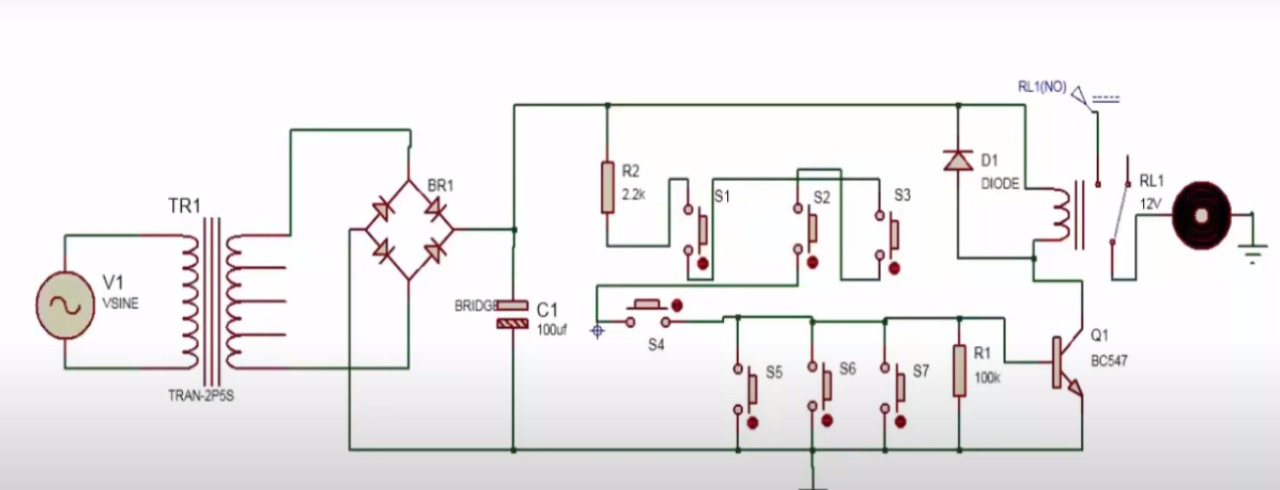 TR1
V1
VSINE
TRAN-2P5S
BR1
BRIDGE
C1
100uf
R2
2.2k
S1
S2
S3
S4
S5
S6
S7
R1
100k
D1
DIODE
RL1(NO)
RL1
12V
Q1
BC547